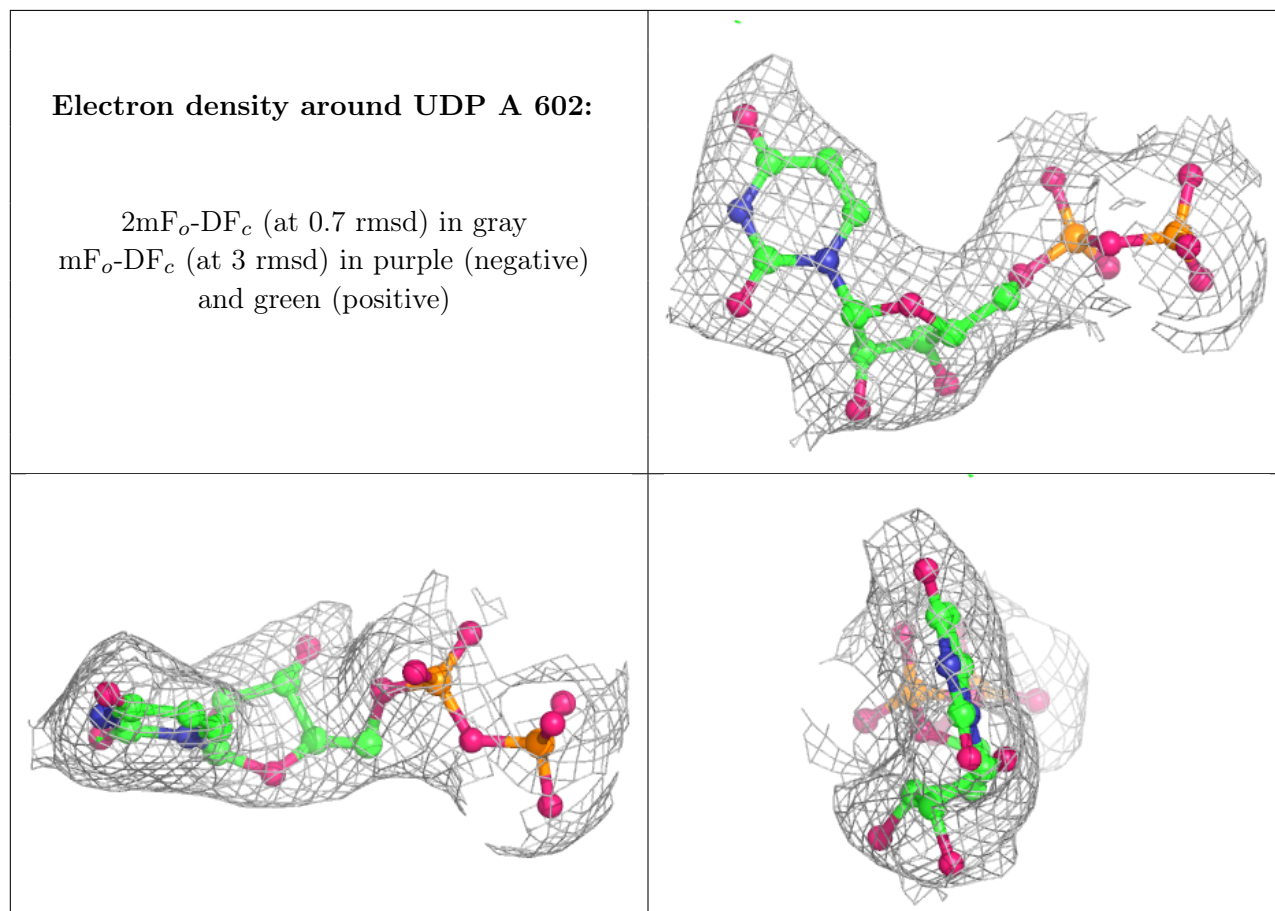 Electron density around UDP A 602:
2mFₒ-DF𝒸 (at 0.7 rmsd) in gray
mFₒ-DF𝒸 (at 3 rmsd) in purple (negative)
and green (positive)